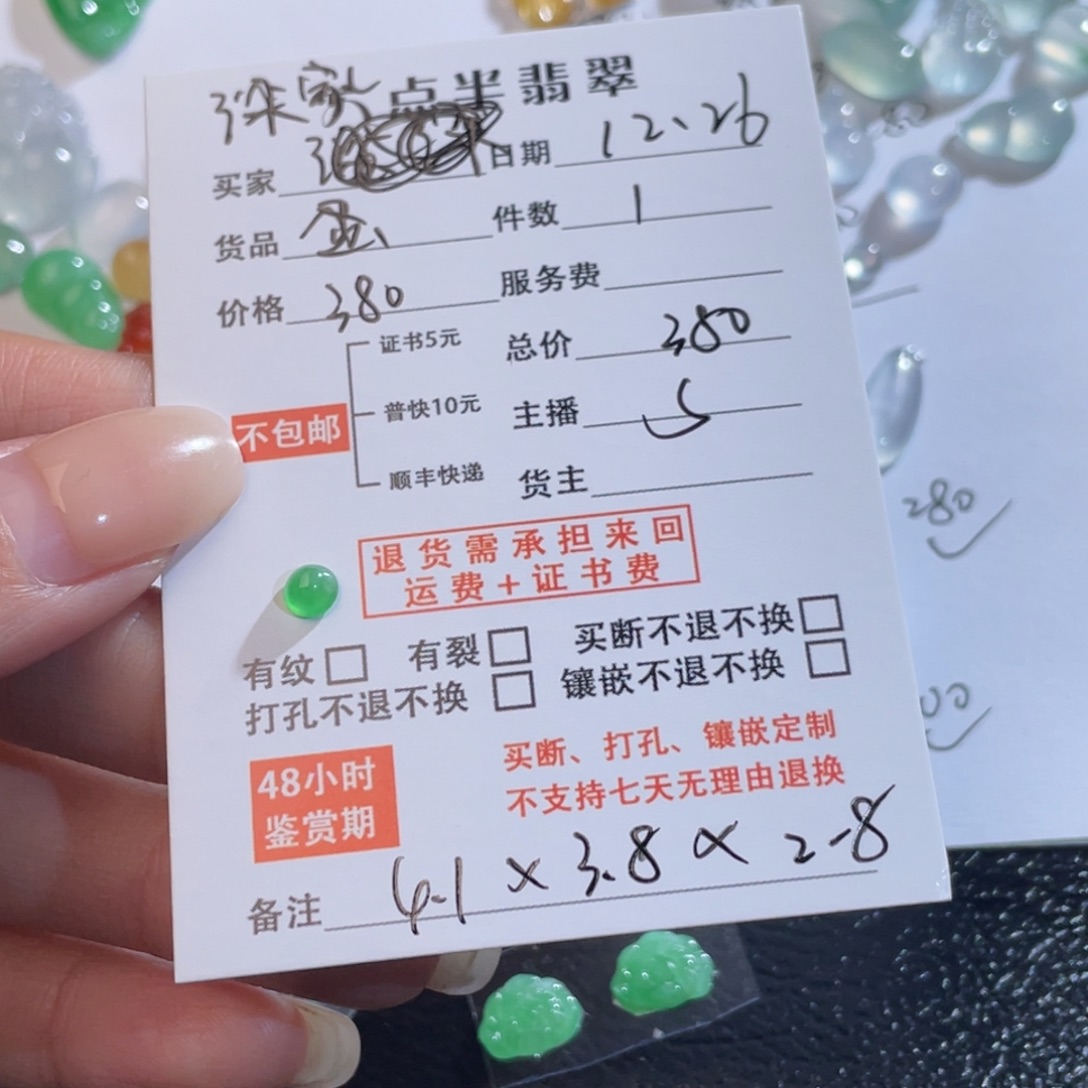 点半翡翠
买家 日期 12.26
货品 蛋 件数 1
价格 380 服务费
证书5元 总价 380
不包邮 普快10元 主播
顺丰快递 货主
退货需承担来回
运费+证书费
有纹 □ 有裂 □ 买断不退不换 □
打孔不退不换 □ 镶嵌不退不换 □
48小时
鉴赏期
买断、打孔、镶嵌定制
不支持七天无理由退换
备注 4.1×3.8×2.8
280